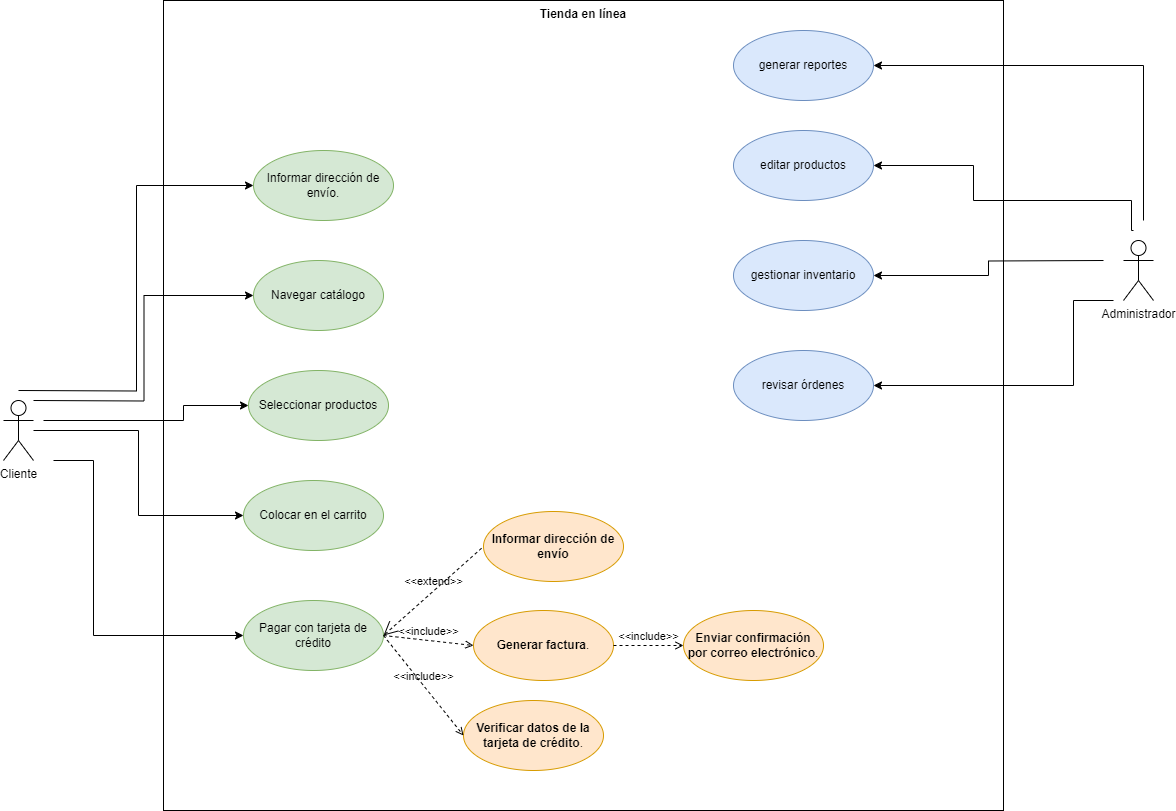 Tienda en línea
generar reportes
editar productos
Informar dirección de
envío.
gestionar inventario
Navegar catálogo
Administrador
revisar órdenes
Seleccionar productos
Cliente
Colocar en el carrito
Informar dirección de
envío
<<extend>>
Pagar con tarjeta de
crédito
<<include>>
Generar factura.
<<include>>
Enviar confirmación
por correo electrónico.
<<include>>
Verificar datos de la
tarjeta de crédito.